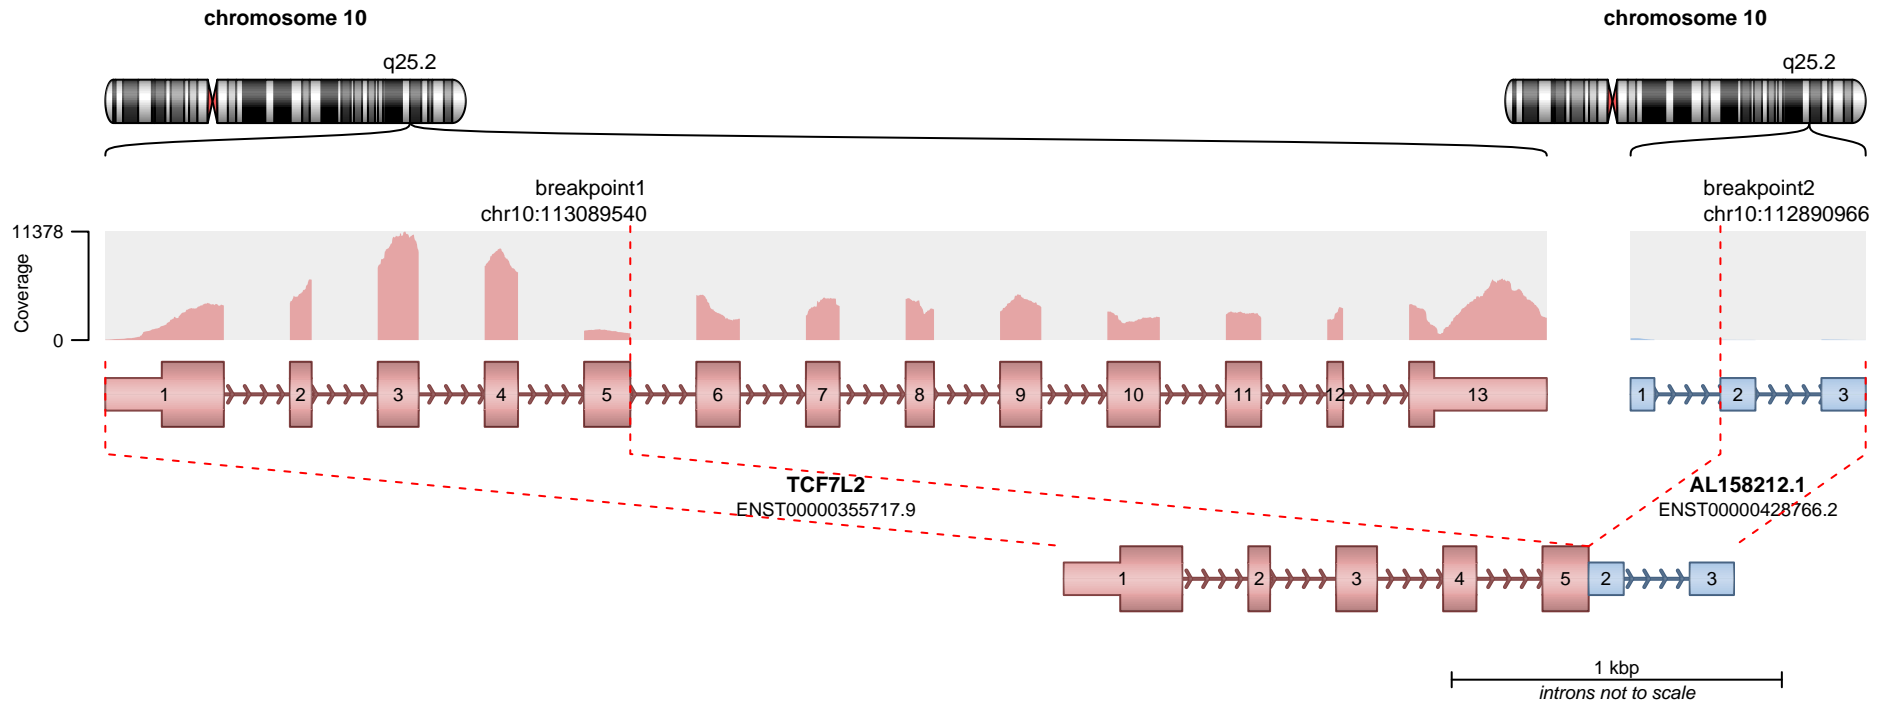 chromosome 10
chromosome 10
q25.2
q25.2
breakpoint1
chr10:113089540
breakpoint2
chr10:112890966
11378
Coverage
0
1 2 3 4 5 6 7 8 9 10 11 12 13
1 2 3
TCF7L2
ENST00000355717.9
AL158212.1
ENST00000428766.2
1 2 3 4 5 2 3
1 kbp
introns not to scale